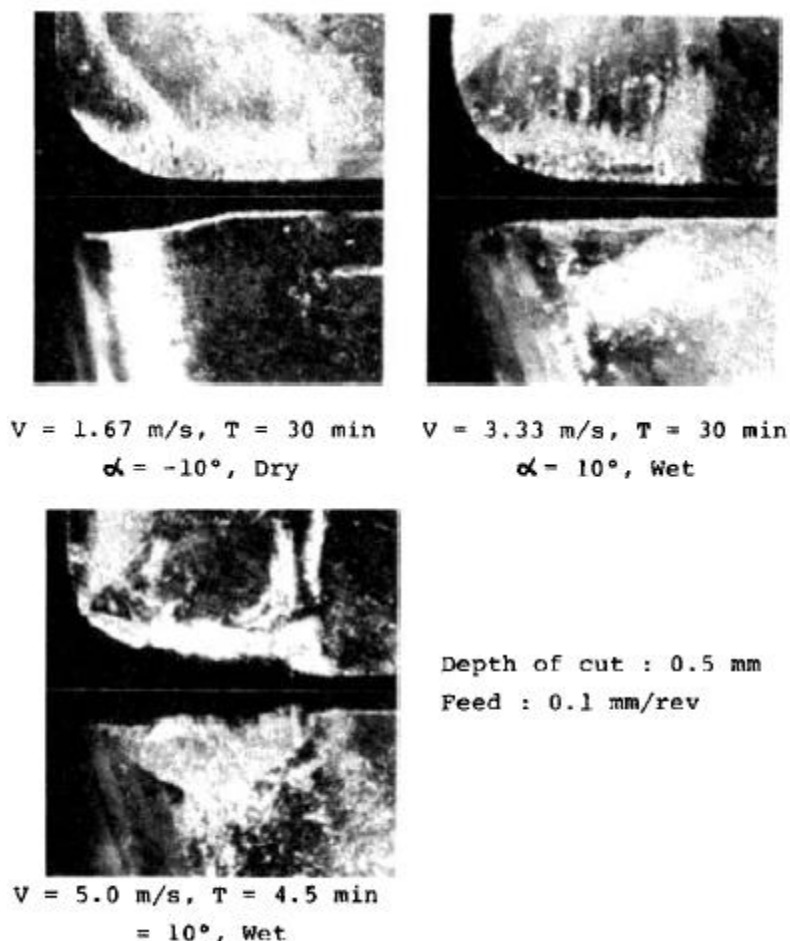 V = 1.67 m/s, T = 30 min
α = -10°, Dry
V = 3.33 m/s, T = 30 min
α = 10°, Wet
Depth of cut : 0.5 mm
Feed : 0.1 mm/rev
V = 5.0 m/s, T = 4.5 min
= 10°, Wet